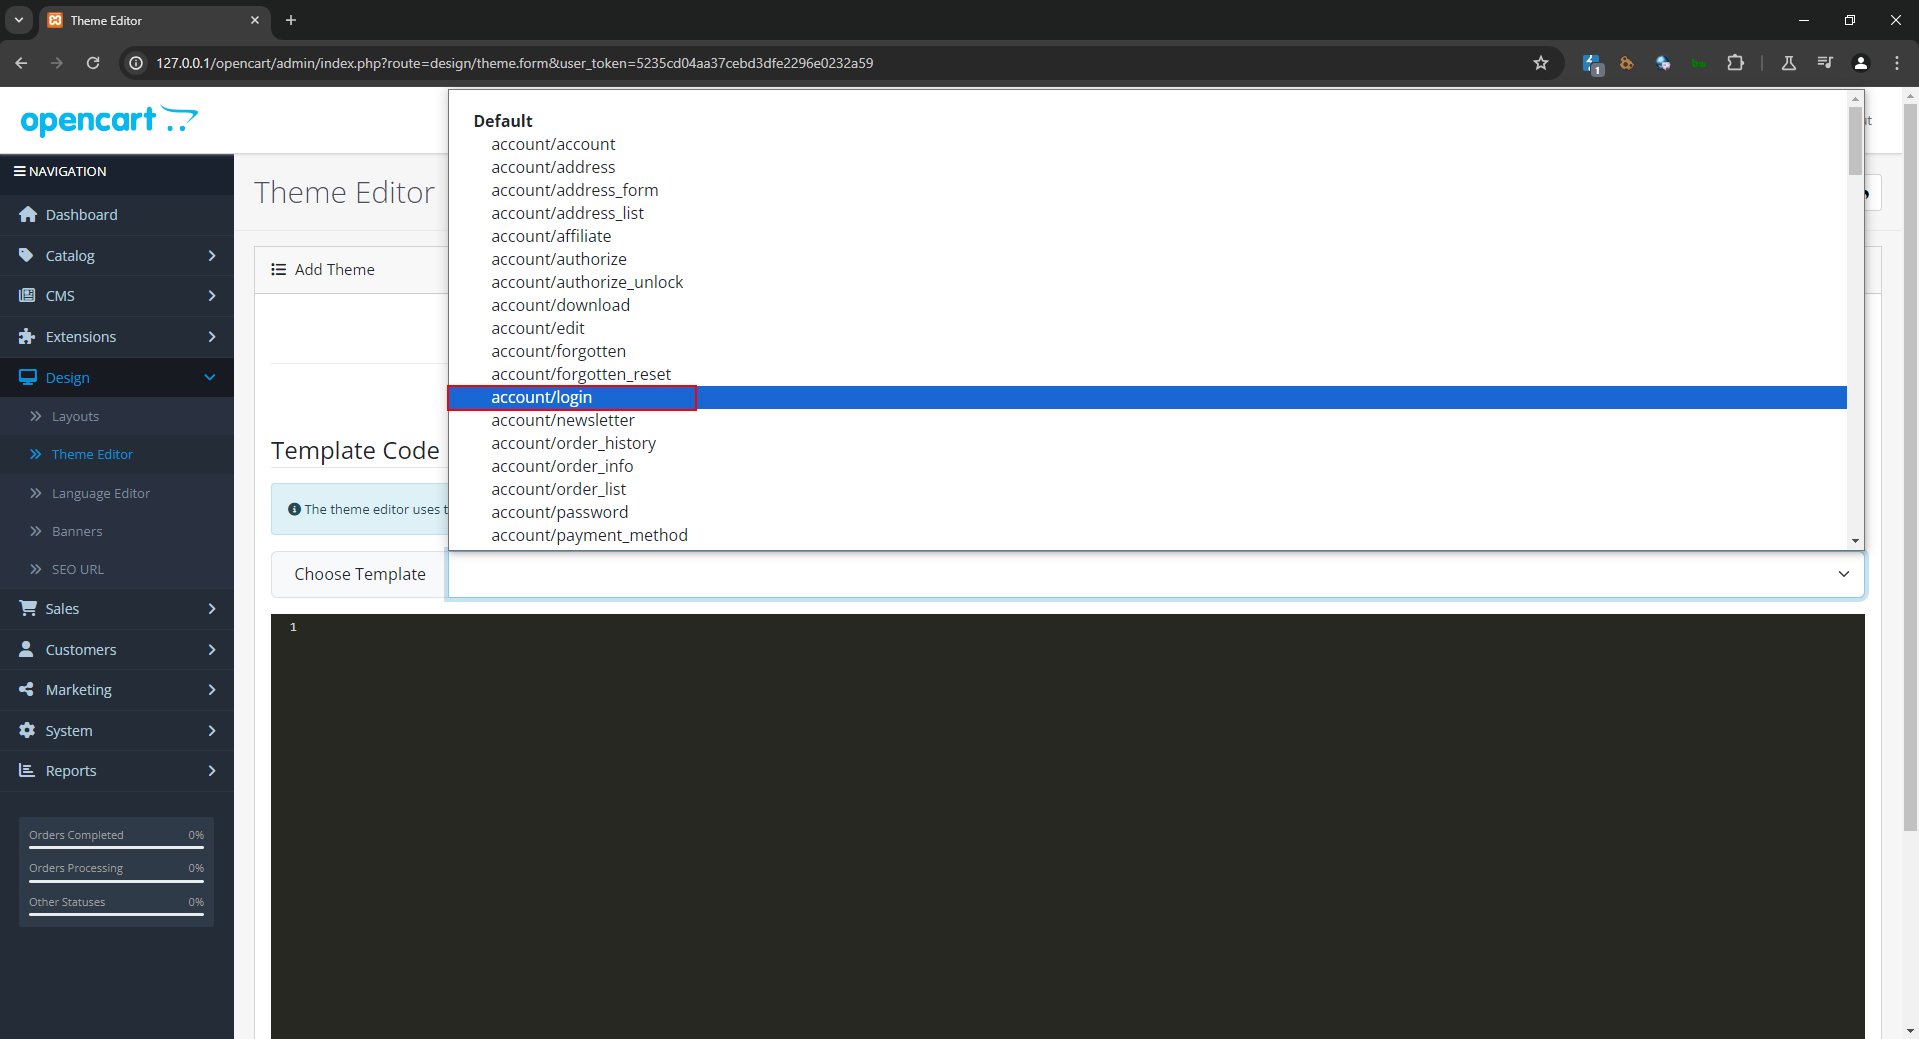 Theme Editor
127.0.0.1/opencart/admin/index.php?route=design/theme.form&user_token=5235cd04aa37cebd3dfe2296e0232a59
1
opencart
NAVIGATION
Dashboard
Catalog
CMS
Extensions
Design
Layouts
Theme Editor
Language Editor
Banners
SEO URL
Sales
Customers
Marketing
System
Reports
Orders Completed 0%
Orders Processing 0%
Other Statuses 0%
Theme Editor
Add Theme
Default
account/account
account/address
account/address_form
account/address_list
account/affiliate
account/authorize
account/authorize_unlock
account/download
account/edit
account/forgotten
account/forgotten_reset
account/login
account/newsletter
account/order_history
account/order_info
account/order_list
account/password
account/payment_method
Template Code
The theme editor uses t
Choose Template
1